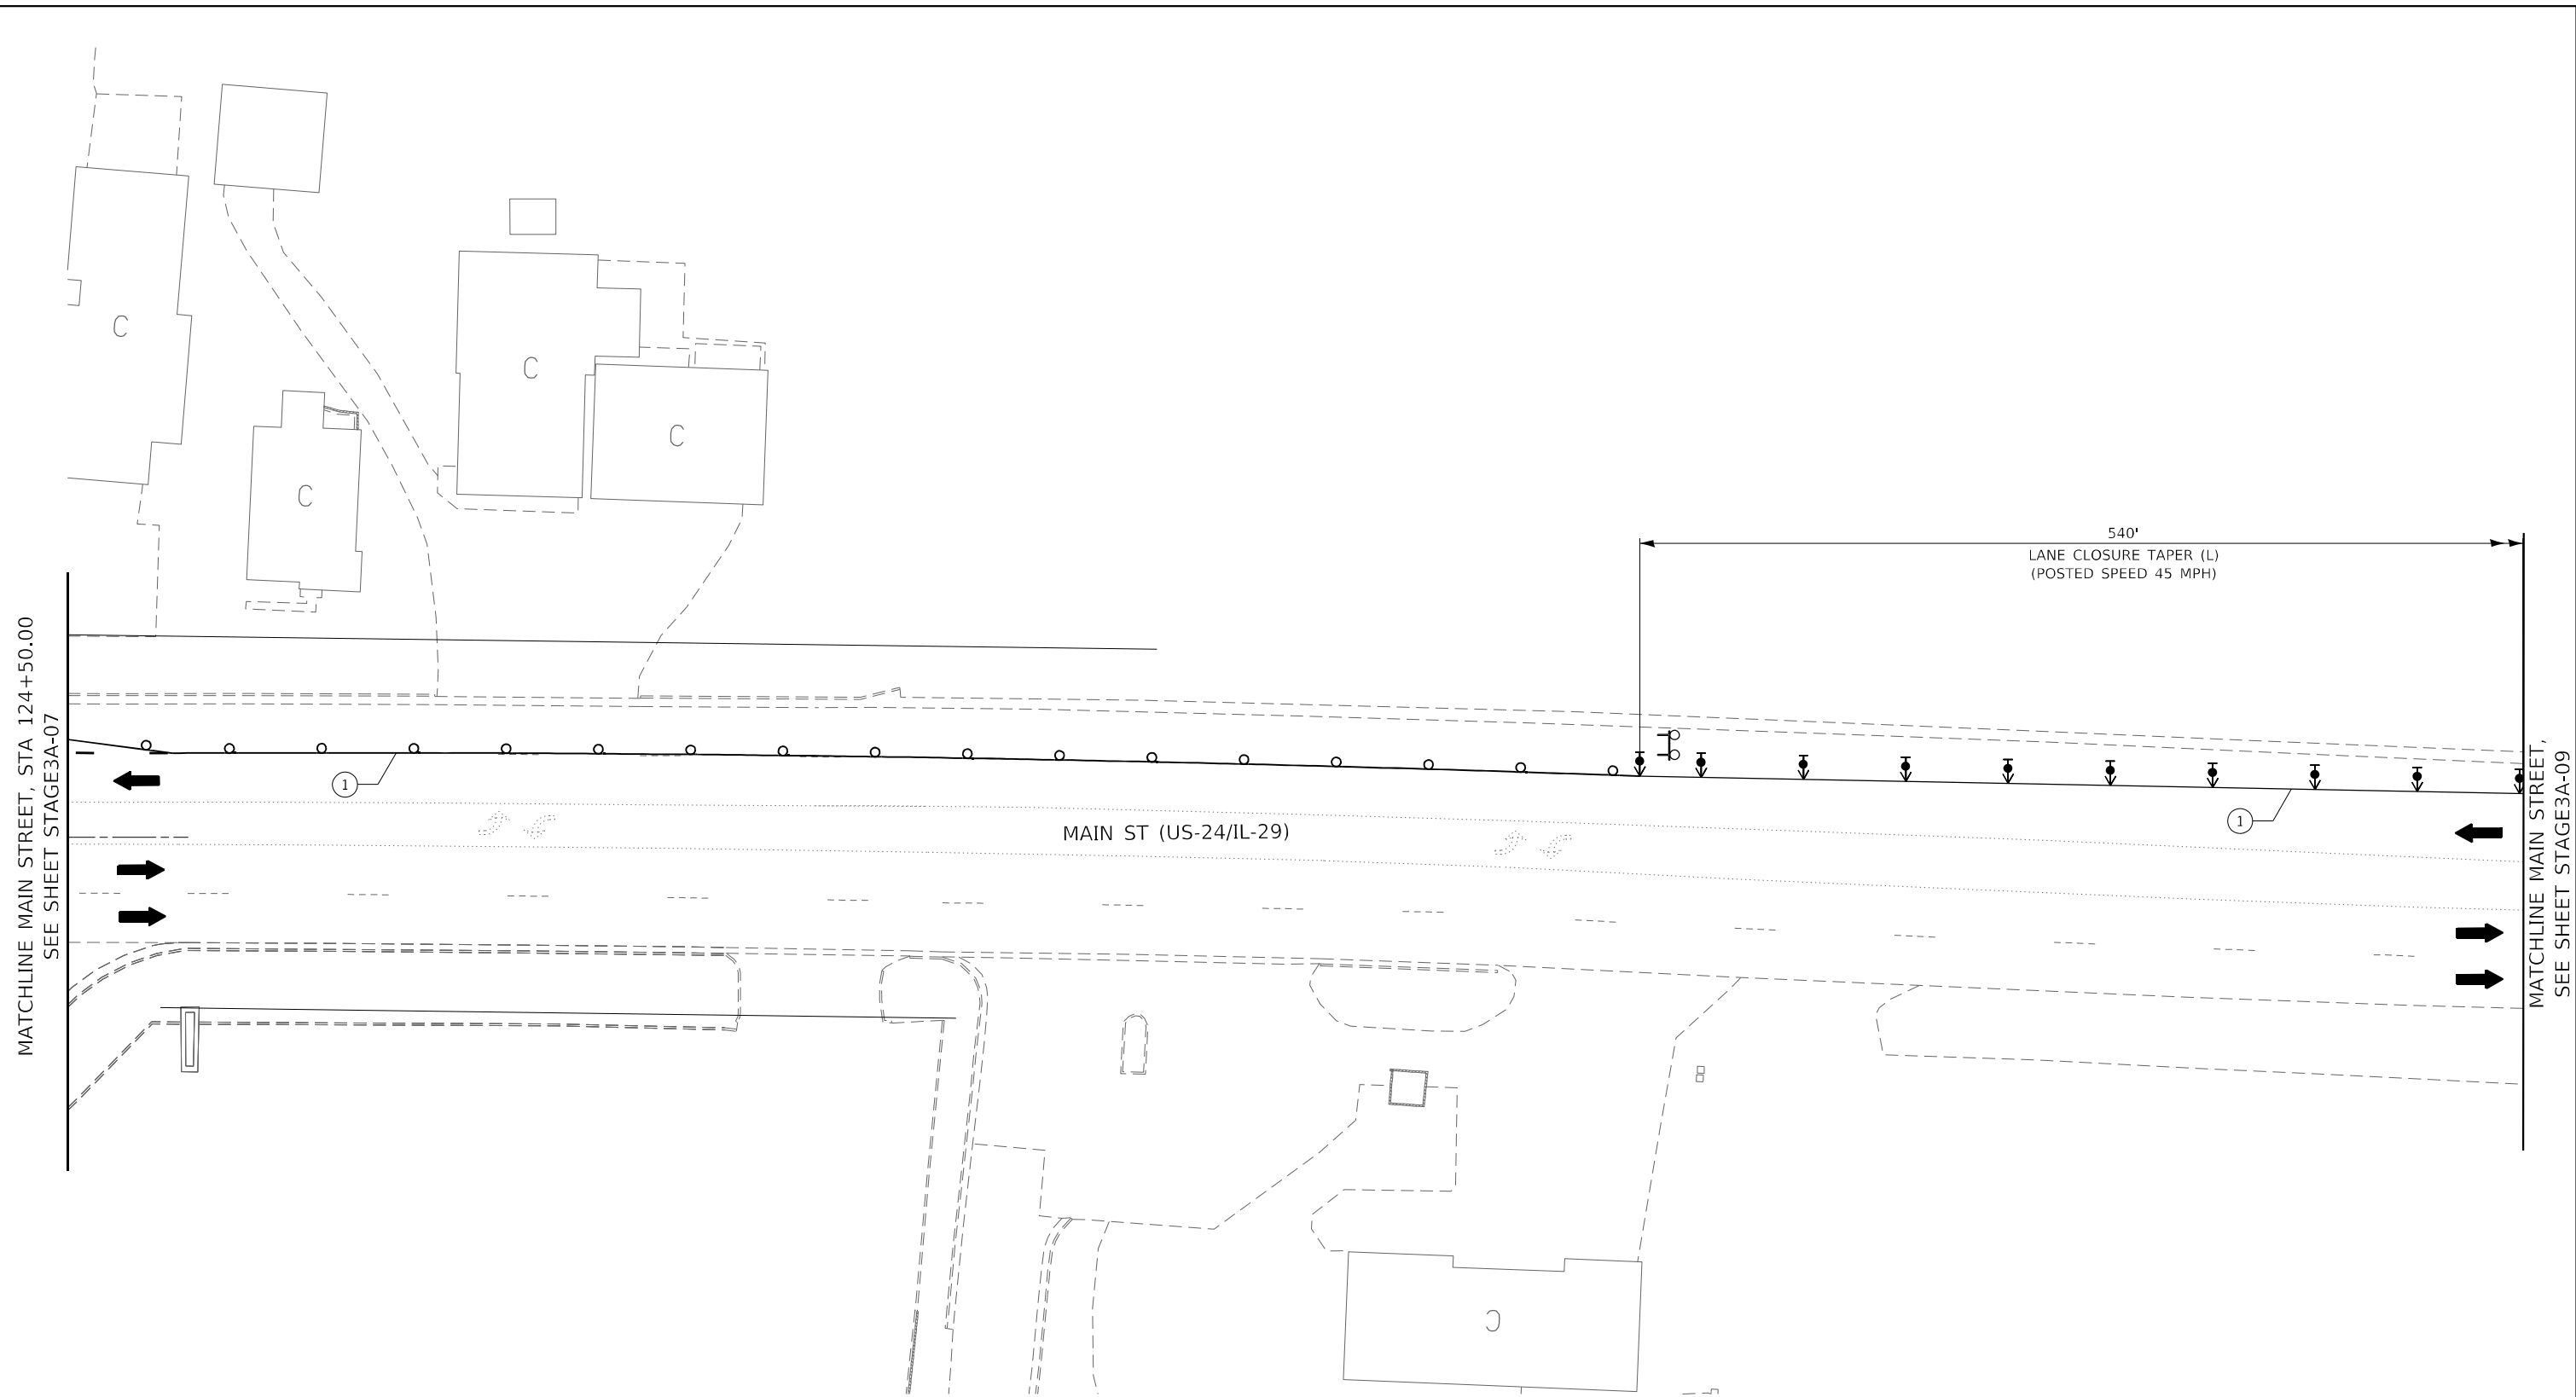 MATCHLINE MAIN STREET, STA 124+50.00
SEE SHEET STAGE3A-07
C
C
C
C
540'
LANE CLOSURE TAPER (L)
(POSTED SPEED 45 MPH)
1
MAIN ST (US-24/IL-29)
1
C
MATCHLINE MAIN STREET,
SEE SHEET STAGE3A-09